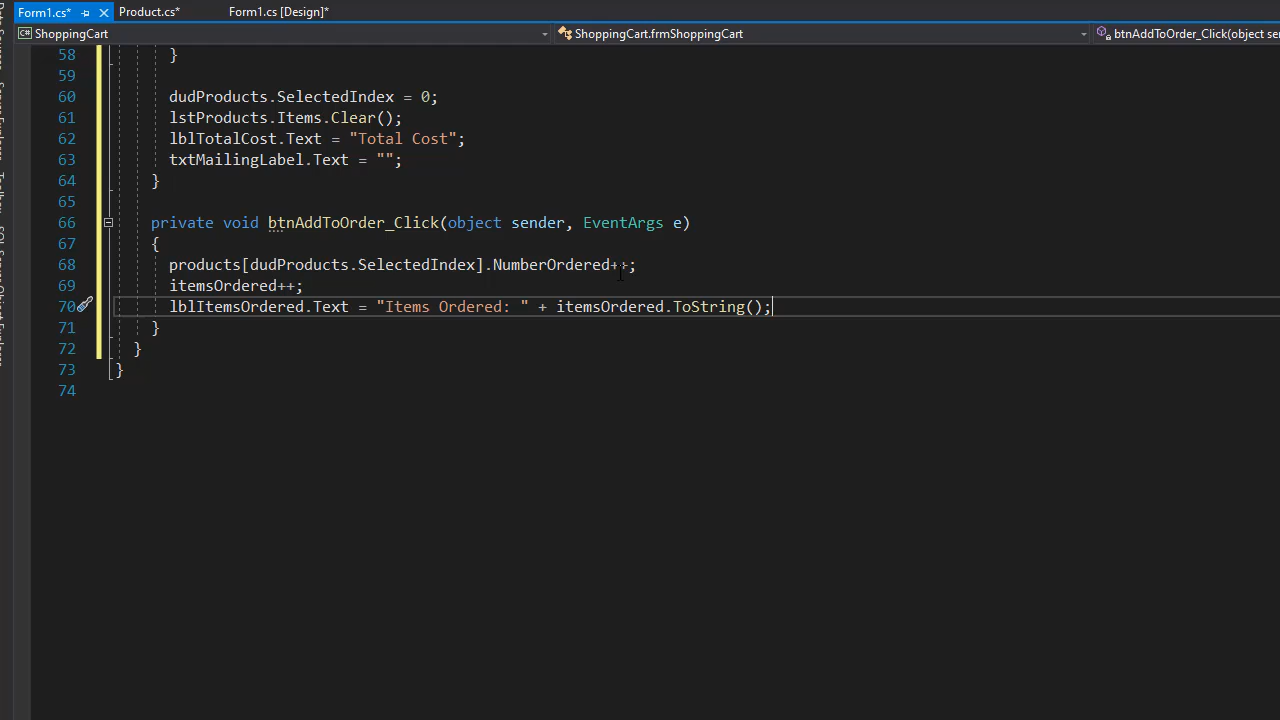 Form1.cs* Product.cs* Form1.cs [Design]*
C# ShoppingCart ShoppingCart.frmShoppingCart btnAddToOrder_Click(object
58 }
59
60 dudProducts.SelectedIndex = 0;
61 lstProducts.Items.Clear();
62 lblTotalCost.Text = "Total Cost";
63 txtMailingLabel.Text = "";
64 }
65
66 private void btnAddToOrder_Click(object sender, EventArgs e)
67 {
68 products[dudProducts.SelectedIndex].NumberOrdered++;
69 itemsOrdered++;
70 lblItemsOrdered.Text = "Items Ordered: " + itemsOrdered.ToString();
71 }
72 }
73 }
74